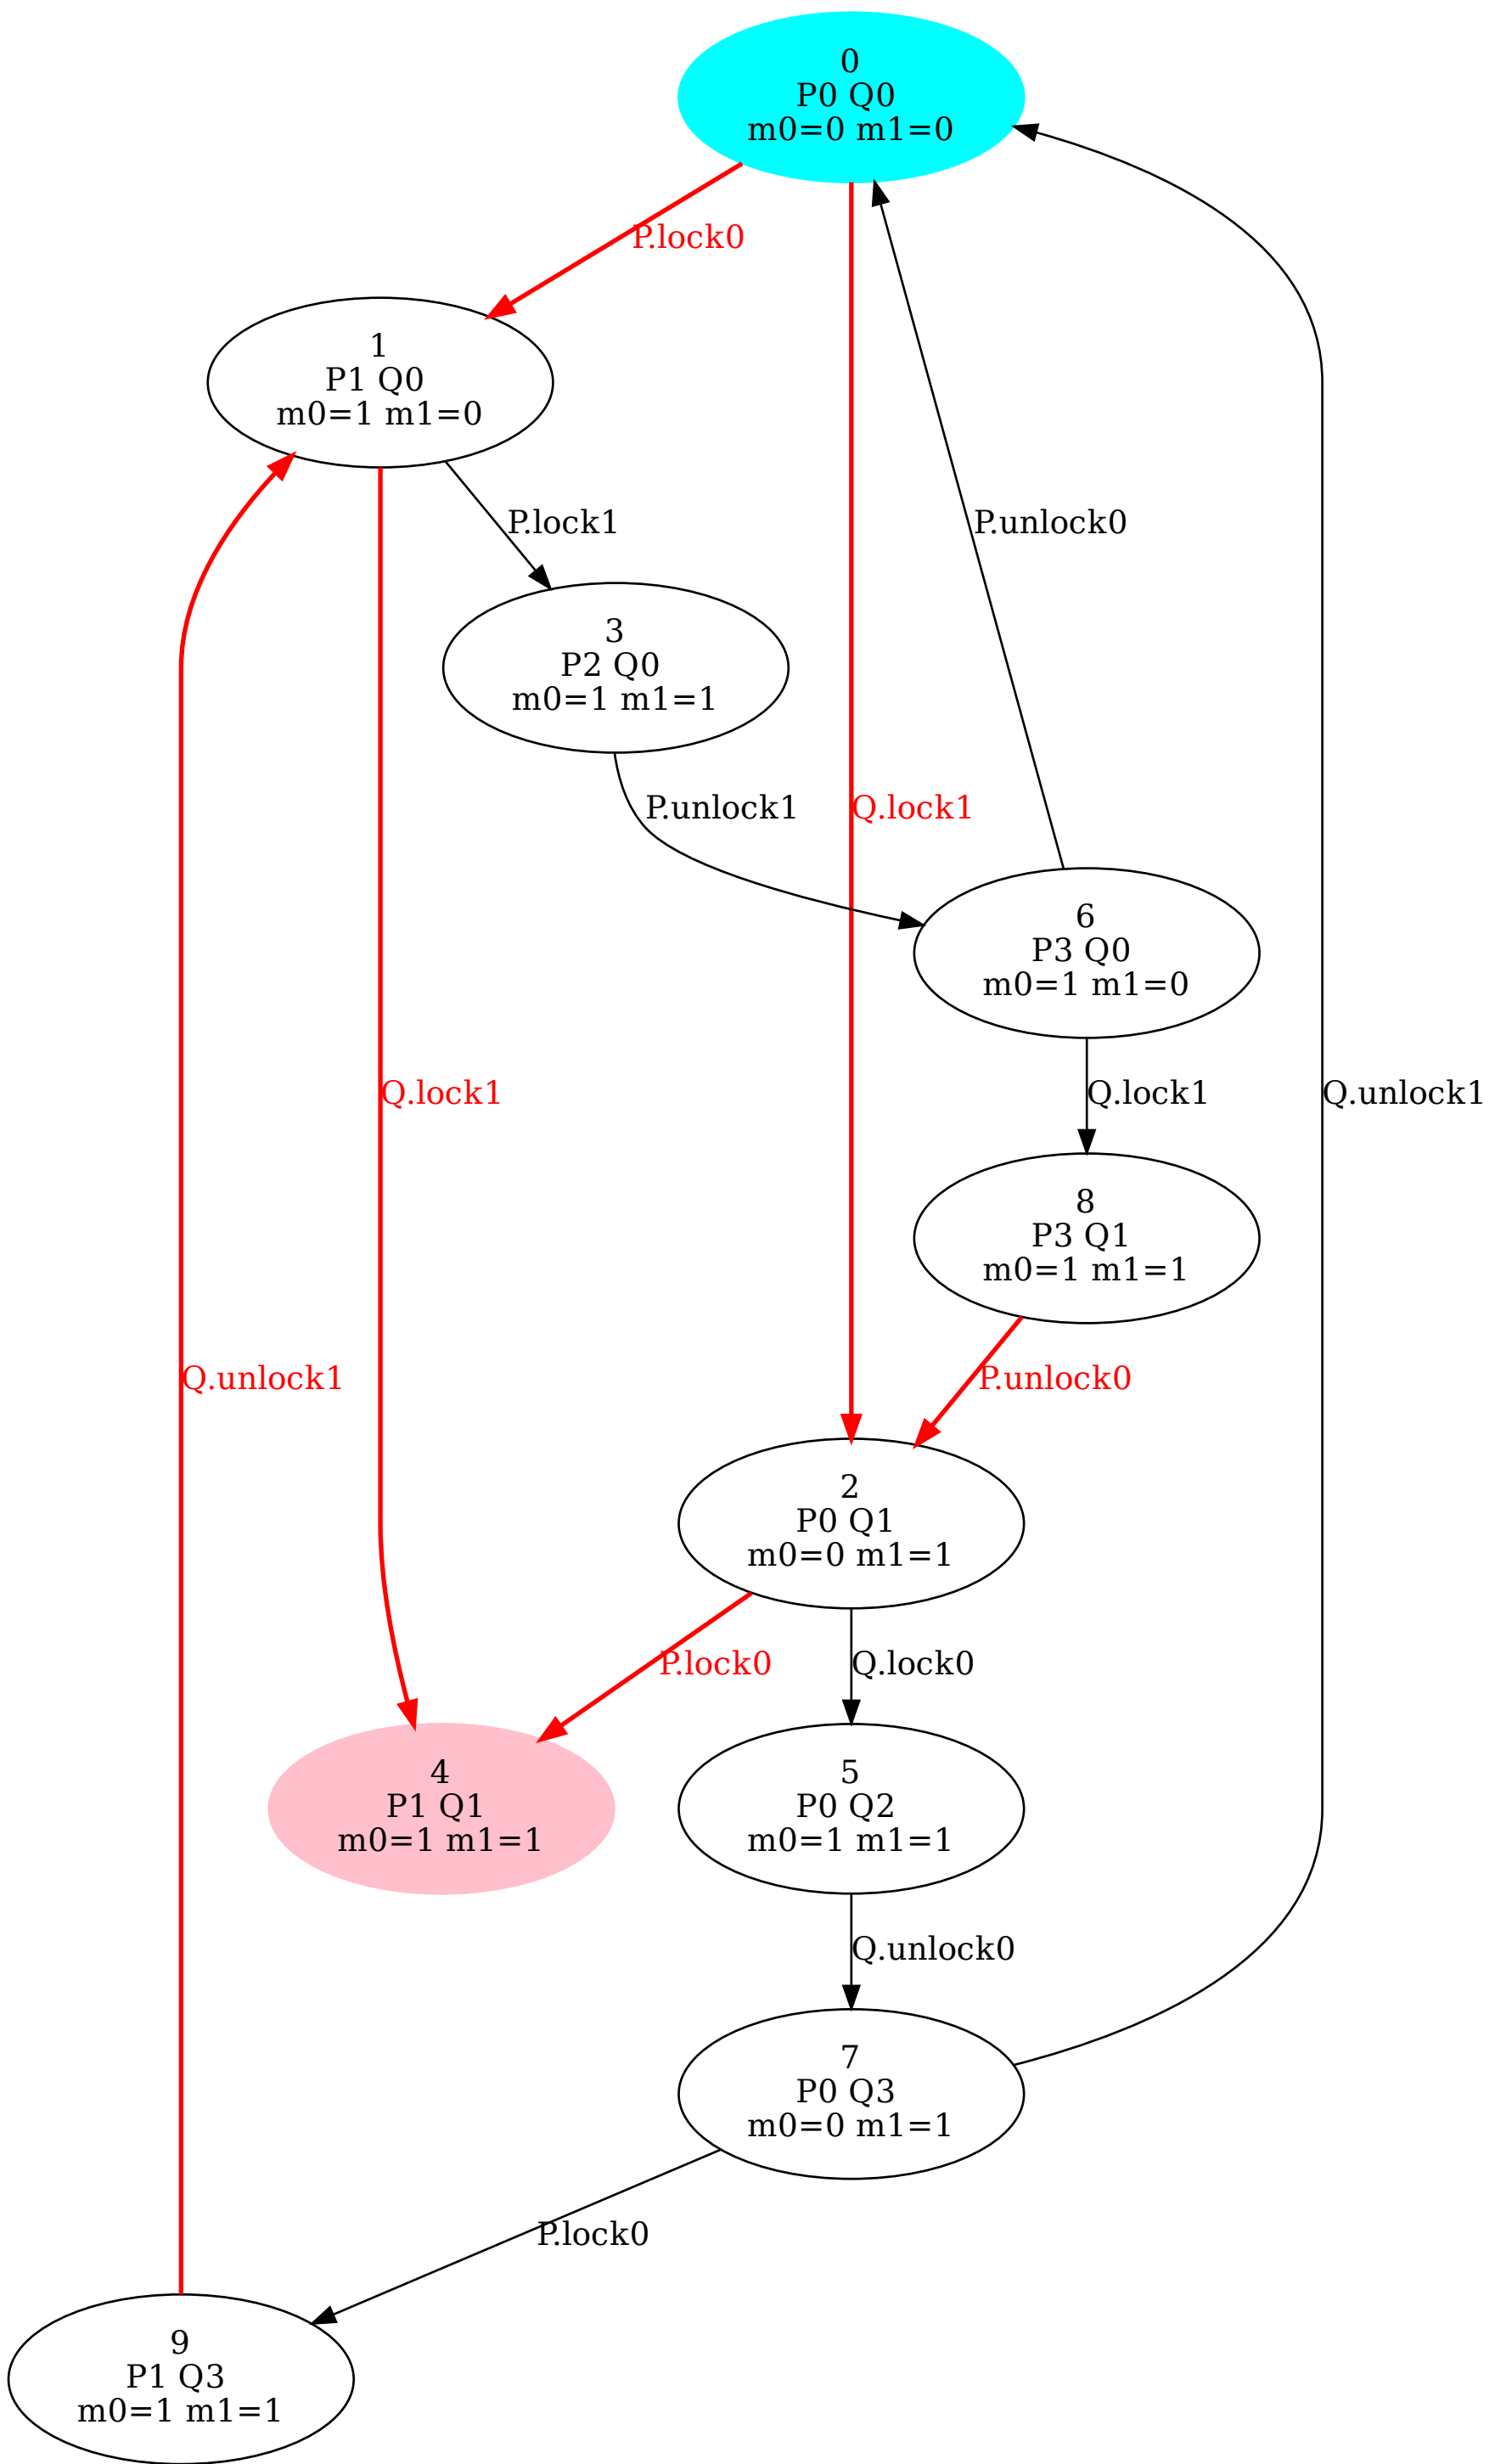 0
P0 Q0
m0=0 m1=0
P.lock0
1
P1 Q0
m0=1 m1=0
P.lock1
P.unlock0
3
P2 Q0
m0=1 m1=1
P.unlock1
Q.lock1
6
P3 Q0
m0=1 m1=0
Q.lock1
Q.lock1
Q.unlock1
8
P3 Q1
m0=1 m1=1
Q.unlock1
P.unlock0
2
P0 Q1
m0=0 m1=1
P.lock0
Q.lock0
4
P1 Q1
m0=1 m1=1
5
P0 Q2
m0=1 m1=1
Q.unlock0
7
P0 Q3
m0=0 m1=1
P.lock0
9
P1 Q3
m0=1 m1=1